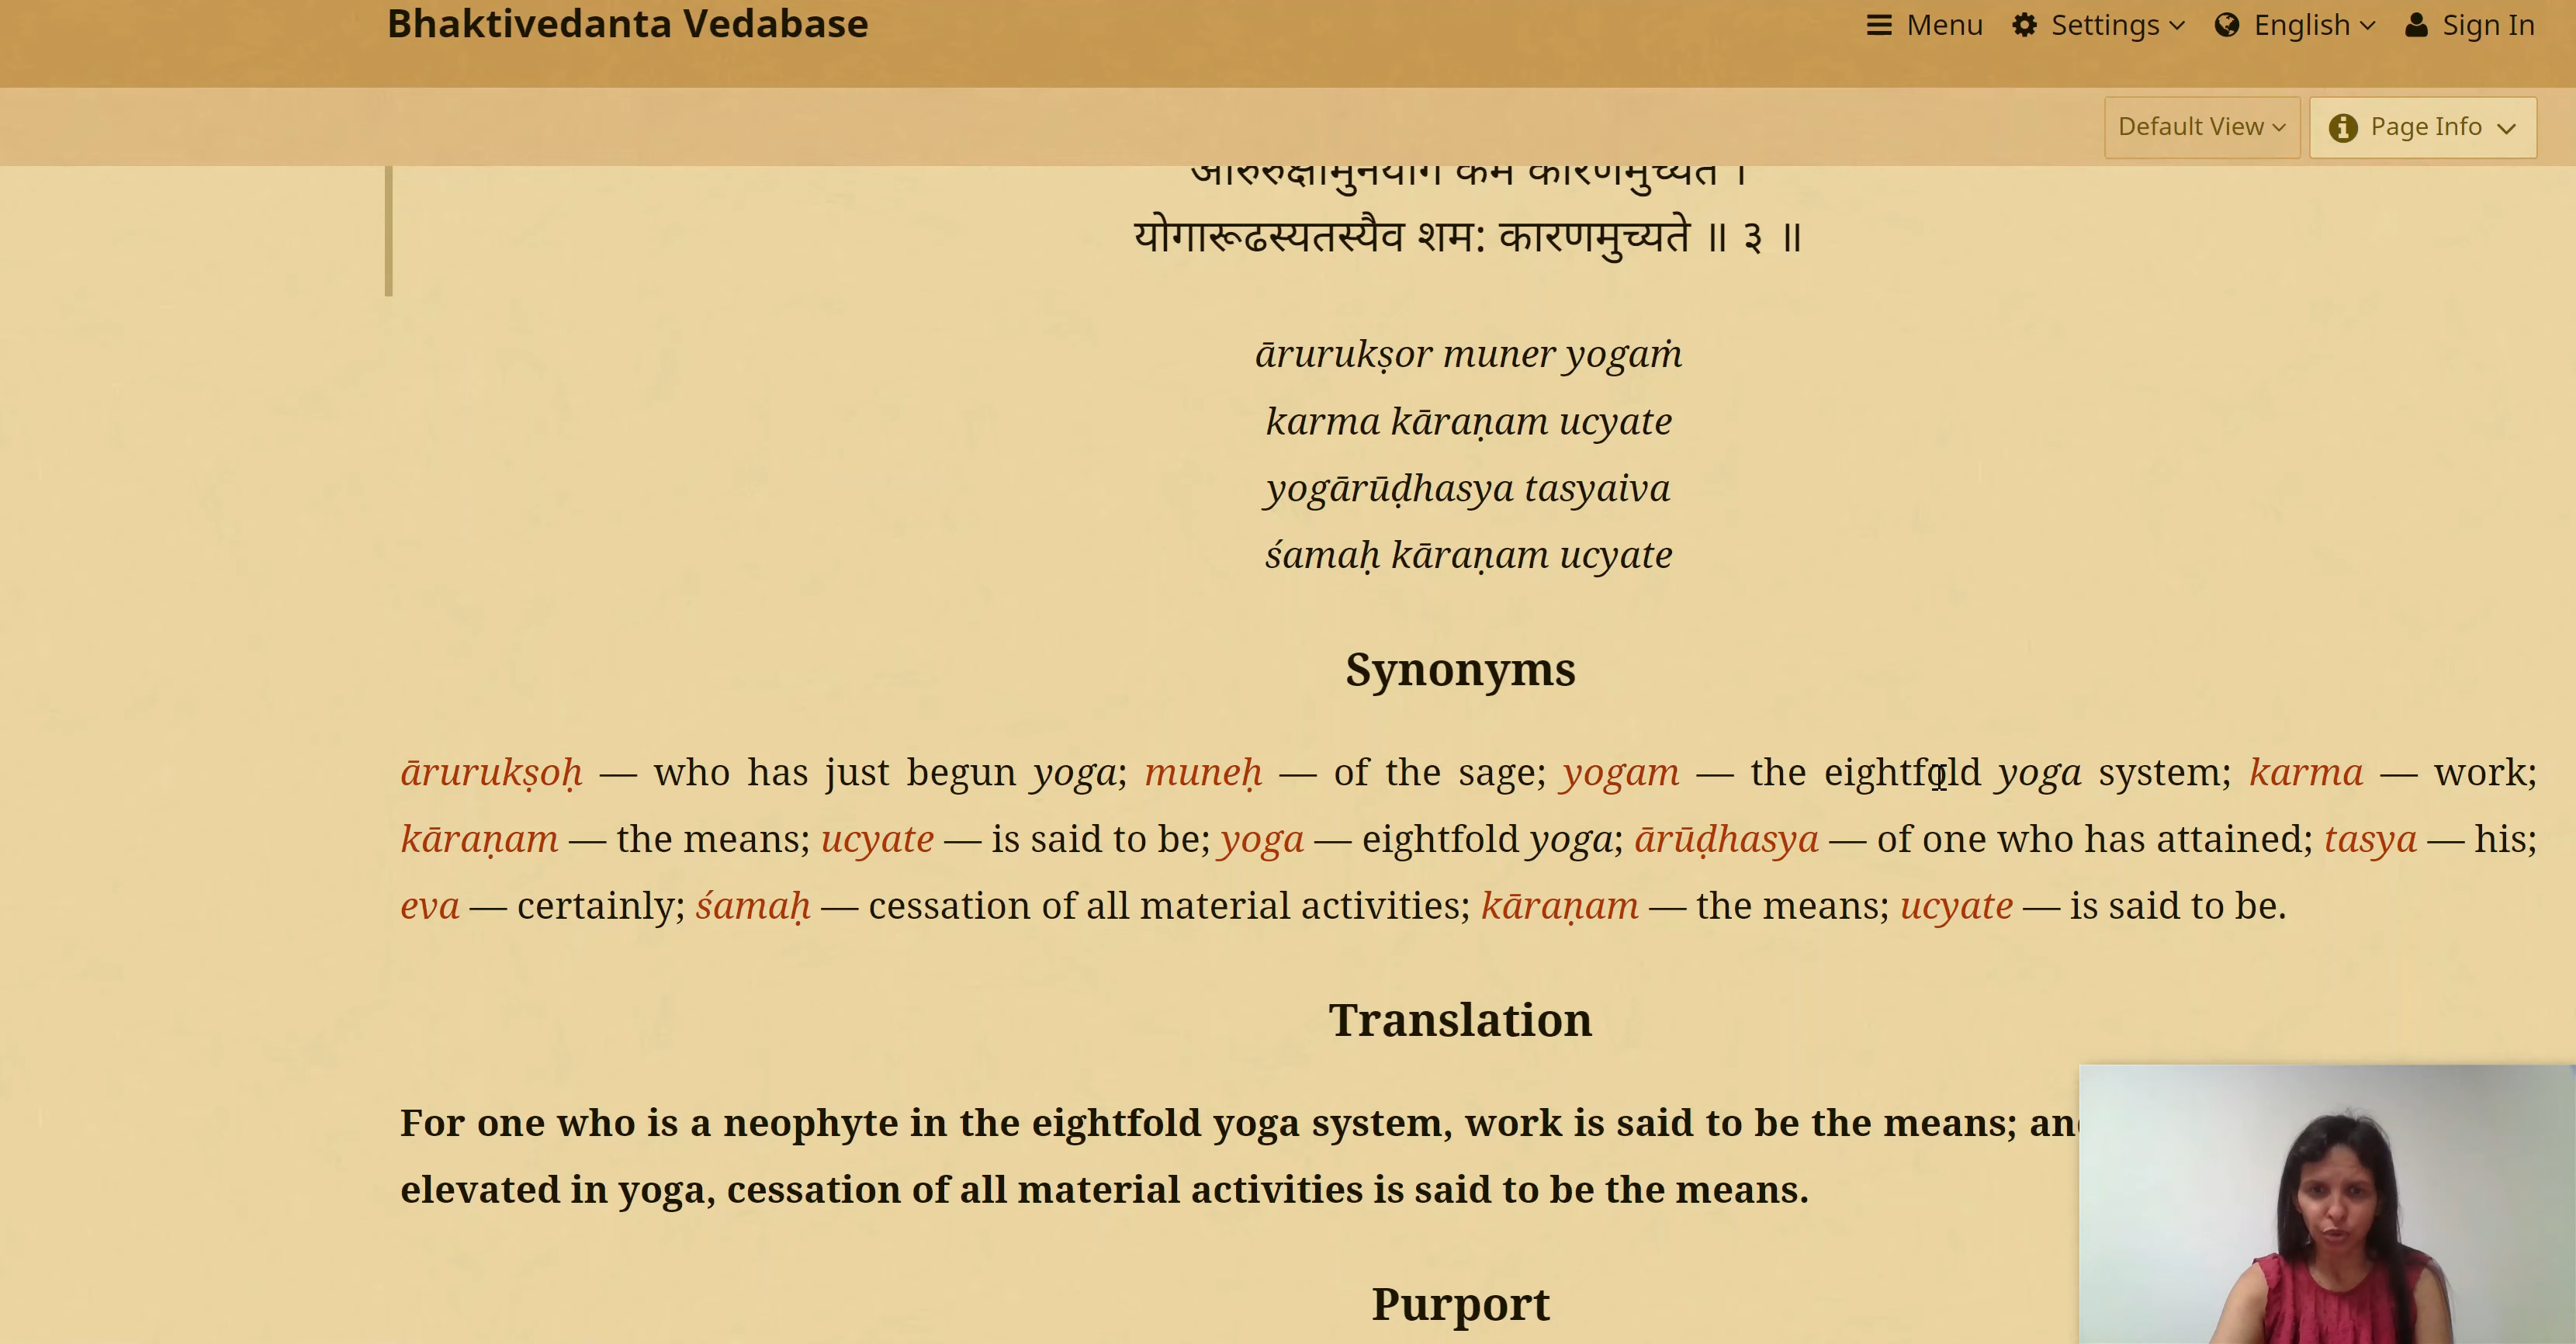 Bhaktivedanta Vedabase
Menu Settings English Sign In
Default View Page Info
आरुरुक्षोर्मुनेर्योगं कर्म कारणमुच्यते ।
योगारूढस्यतस्यैव शम: कारणमुच्यते ॥ ३ ॥
ārurukṣor muner yogaṁ
karma kāraṇam ucyate
yogārūḍhasya tasyaiva
śamaḥ kāraṇam ucyate
Synonyms
ārurukṣoḥ — who has just begun yoga; muneḥ — of the sage; yogam — the eightfold yoga system; karma — work;
kāraṇam — the means; ucyate — is said to be; yoga — eightfold yoga; ārūḍhasya — of one who has attained; tasya — his;
eva — certainly; śamaḥ — cessation of all material activities; kāraṇam — the means; ucyate — is said to be.
Translation
For one who is a neophyte in the eightfold yoga system, work is said to be the means;
elevated in yoga, cessation of all material activities is said to be the means.
Purport